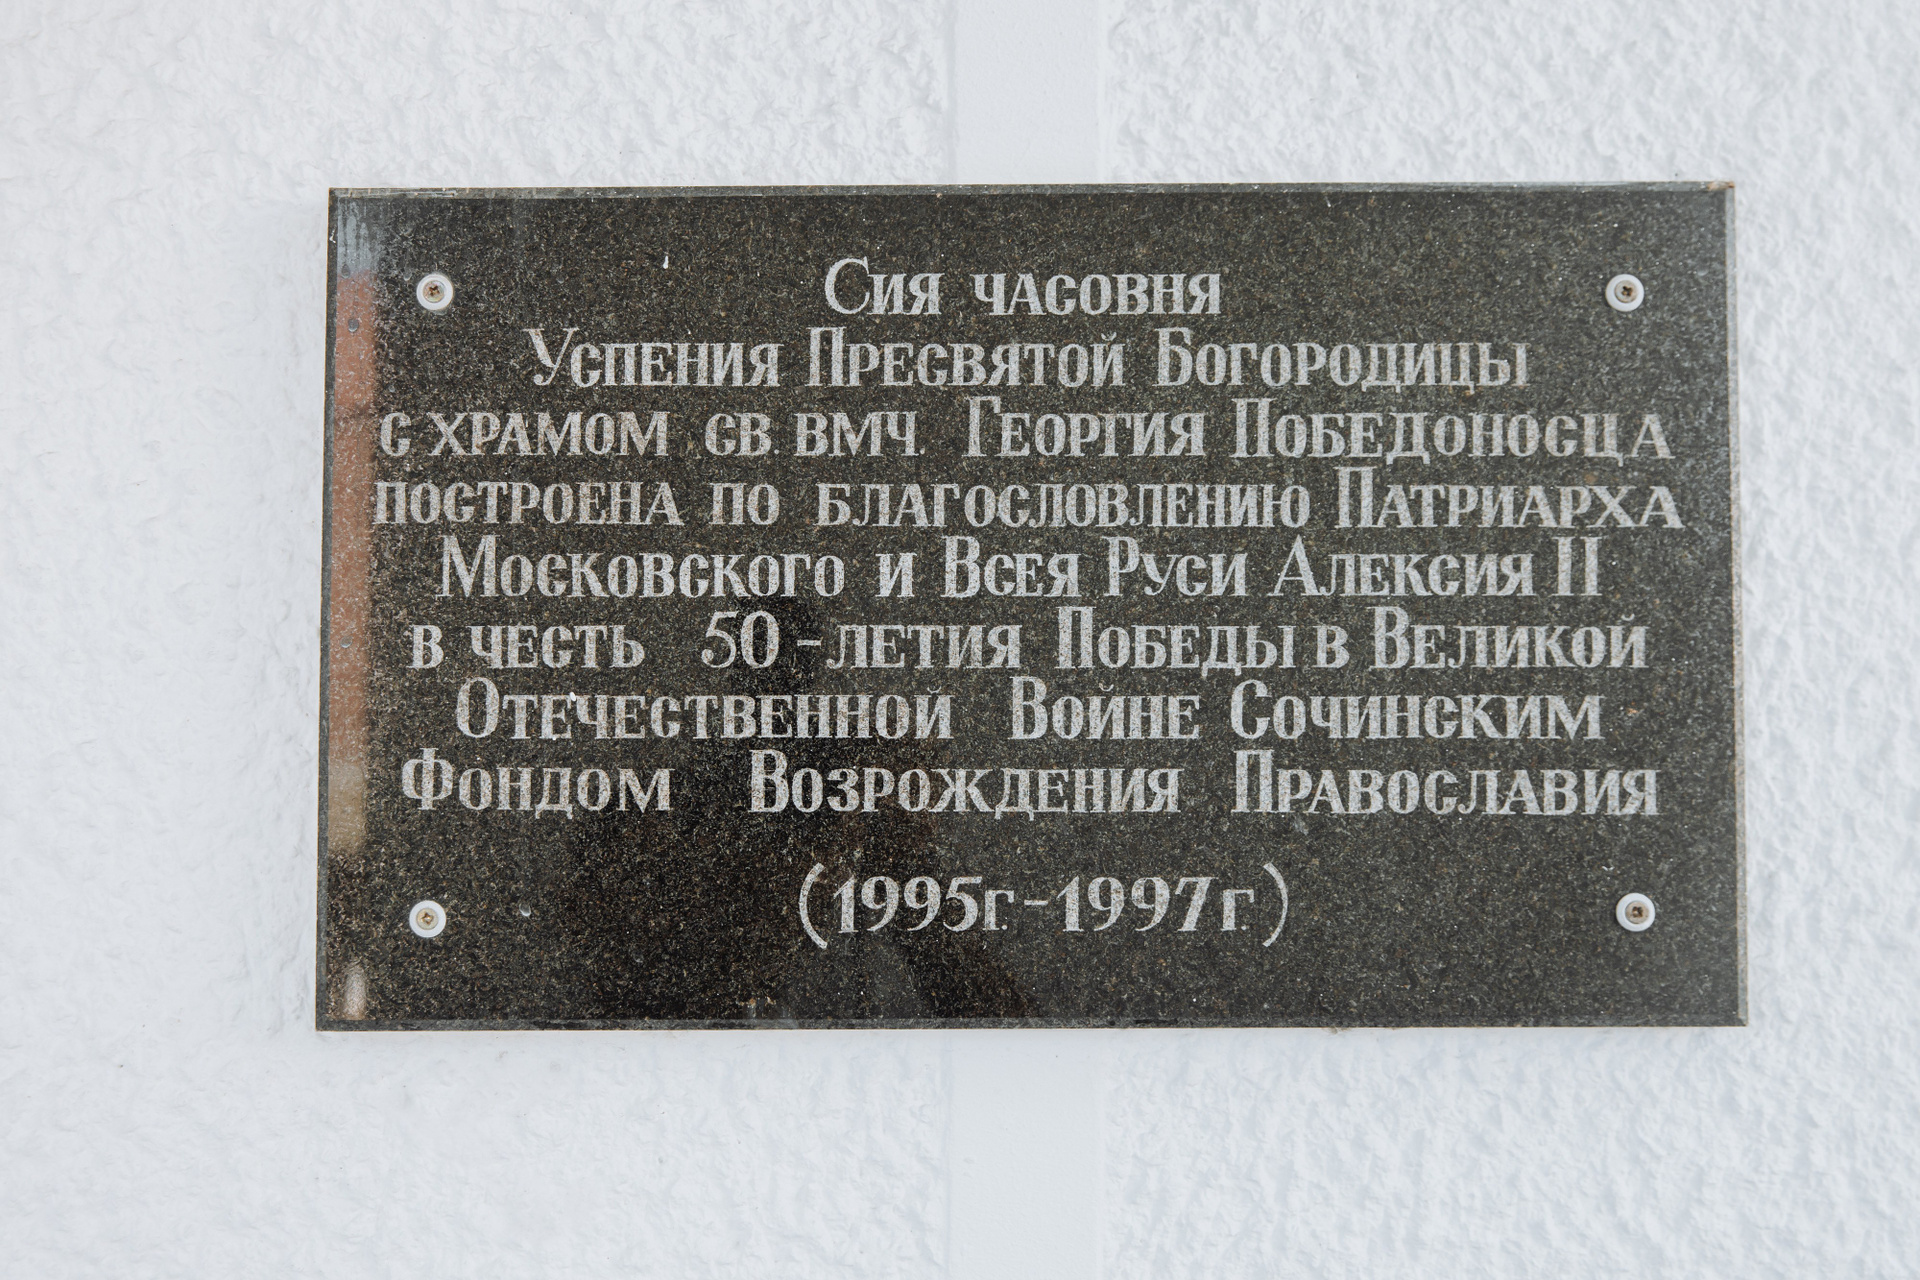 Сия часовня
Успения Пресвятой Богородицы
с храмом св. вмч. Георгия Победоносца
построена по благословлению Патриарха
Московского и Всея Руси Алексия II
в честь 50-летия Победы в Великой
Отечественной Войне Сочинским
Фондом Возрождения Православия
(1995г.-1997г.)